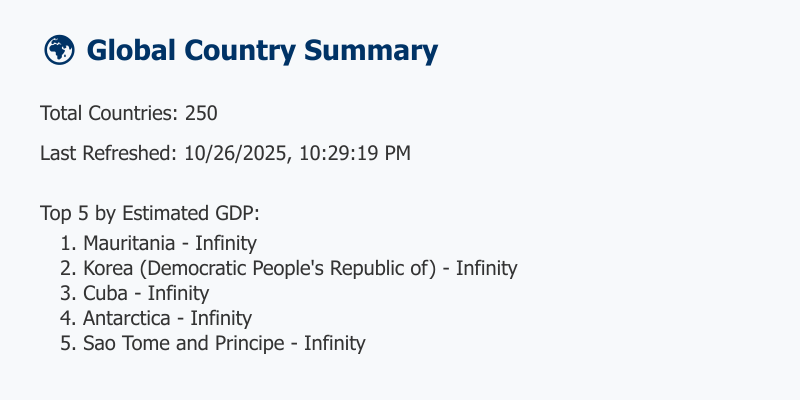 Global Country Summary
Total Countries: 250
Last Refreshed: 10/26/2025, 10:29:19 PM
Top 5 by Estimated GDP:
1. Mauritania - Infinity
2. Korea (Democratic People's Republic of) - Infinity
3. Cuba - Infinity
4. Antarctica - Infinity
5. Sao Tome and Principe - Infinity